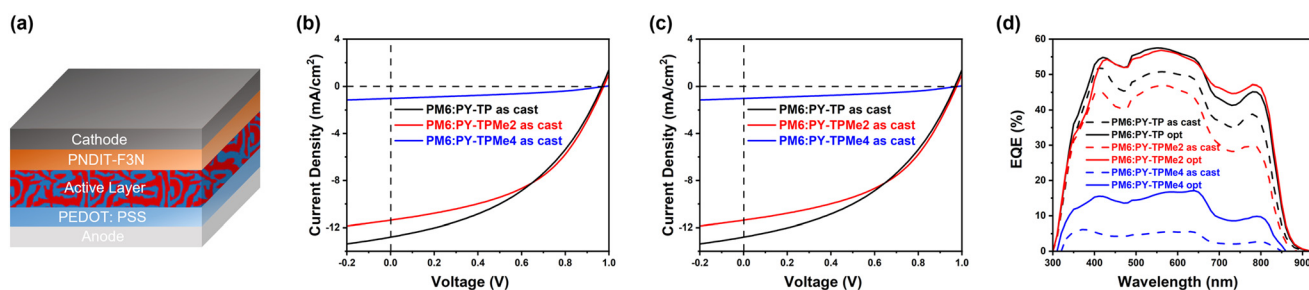 (a)
Cathode
PNDIT-F3N
Active Layer
PEDOT: PSS
Anode
(b)
Current Density (mA/cm²)
4
0
-4
-8
-12
PM6:PY-TP as cast
PM6:PY-TPMe2 as cast
PM6:PY-TPMe4 as cast
-0.2 0.0 0.2 0.4 0.6 0.8 1.0
Voltage (V)
(c)
Current Density (mA/cm²)
4
0
-4
-8
-12
PM6:PY-TP as cast
PM6:PY-TPMe2 as cast
PM6:PY-TPMe4 as cast
-0.2 0.0 0.2 0.4 0.6 0.8 1.0
Voltage (V)
(d)
EQE (%)
60
50
40
30
20
10
0
PM6:PY-TP as cast
PM6:PY-TP opt
PM6:PY-TPMe2 as cast
PM6:PY-TPMe2 opt
PM6:PY-TPMe4 as cast
PM6:PY-TPMe4 opt
300 400 500 600 700 800 900
Wavelength (nm)